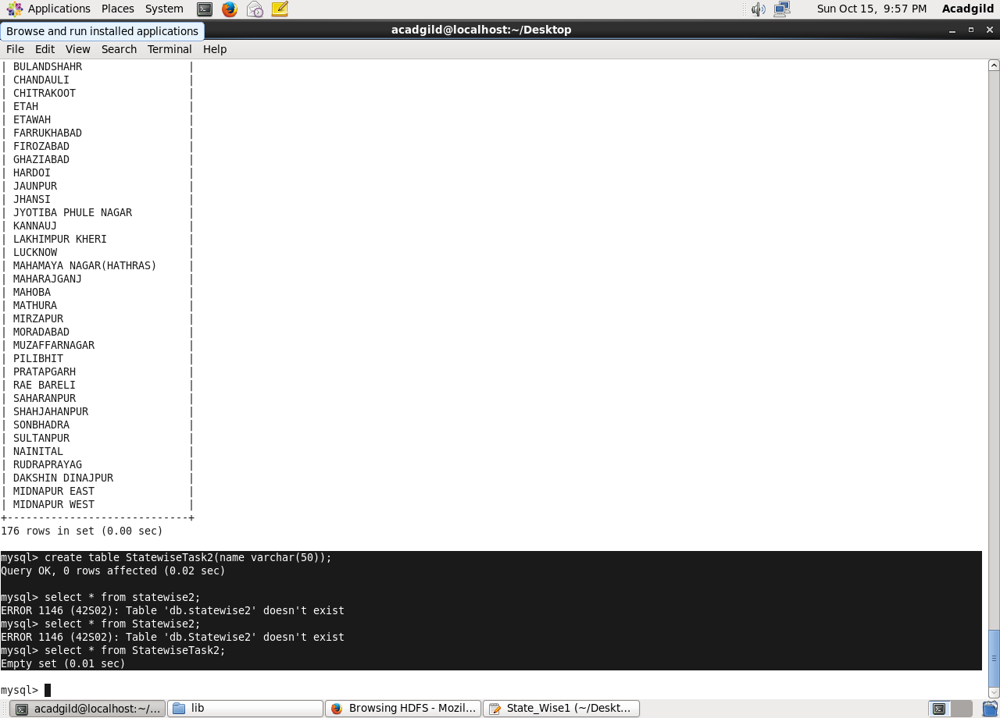 Applications Places System Sun Oct 15, 9:57 PM Acadgild
Browse and run installed applications acadgild@localhost:~/Desktop
File Edit View Search Terminal Help
| BULANDSHAHR |
| CHANDAULI |
| CHITRAKOOT |
| ETAH |
| ETAWAH |
| FARRUKHABAD |
| FIROZABAD |
| GHAZIABAD |
| HARDOI |
| JAUNPUR |
| JHANSI |
| JYOTIBA PHULE NAGAR |
| KANNAUJ |
| LAKHIMPUR KHERI |
| LUCKNOW |
| MAHAMAYA NAGAR(HATHRAS) |
| MAHARAJGANJ |
| MAHOBA |
| MATHURA |
| MIRZAPUR |
| MORADABAD |
| MUZAFFARNAGAR |
| PILIBHIT |
| PRATAPGARH |
| RAE BARELI |
| SAHARANPUR |
| SHAHJAHANPUR |
| SONBHADRA |
| SULTANPUR |
| NAINITAL |
| RUDRAPRAYAG |
| DAKSHIN DINAJPUR |
| MIDNAPUR EAST |
| MIDNAPUR WEST |
+-----------------------------+
176 rows in set (0.00 sec)
mysql> create table StatewiseTask2(name varchar(50));
Query OK, 0 rows affected (0.02 sec)
mysql> select * from statewise2;
ERROR 1146 (42S02): Table 'db.statewise2' doesn't exist
mysql> select * from Statewise2;
ERROR 1146 (42S02): Table 'db.Statewise2' doesn't exist
mysql> select * from StatewiseTask2;
Empty set (0.01 sec)
mysql>
acadgild@localhost:~/... lib Browsing HDFS - Mozil... State_Wise1 (~/Deskt...